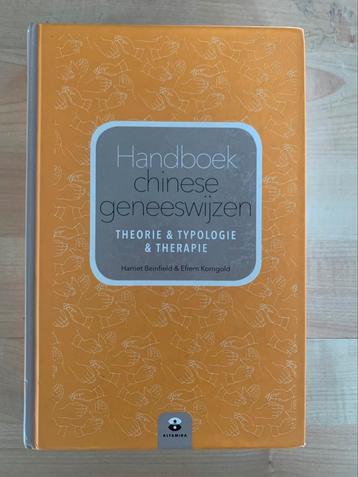 Handboek
chinese
geneeswijzen
THEORIE & TYPOLOGIE
& THERAPIE
Harriet Beinfield & Efrem Korngold
ALTAMIRA